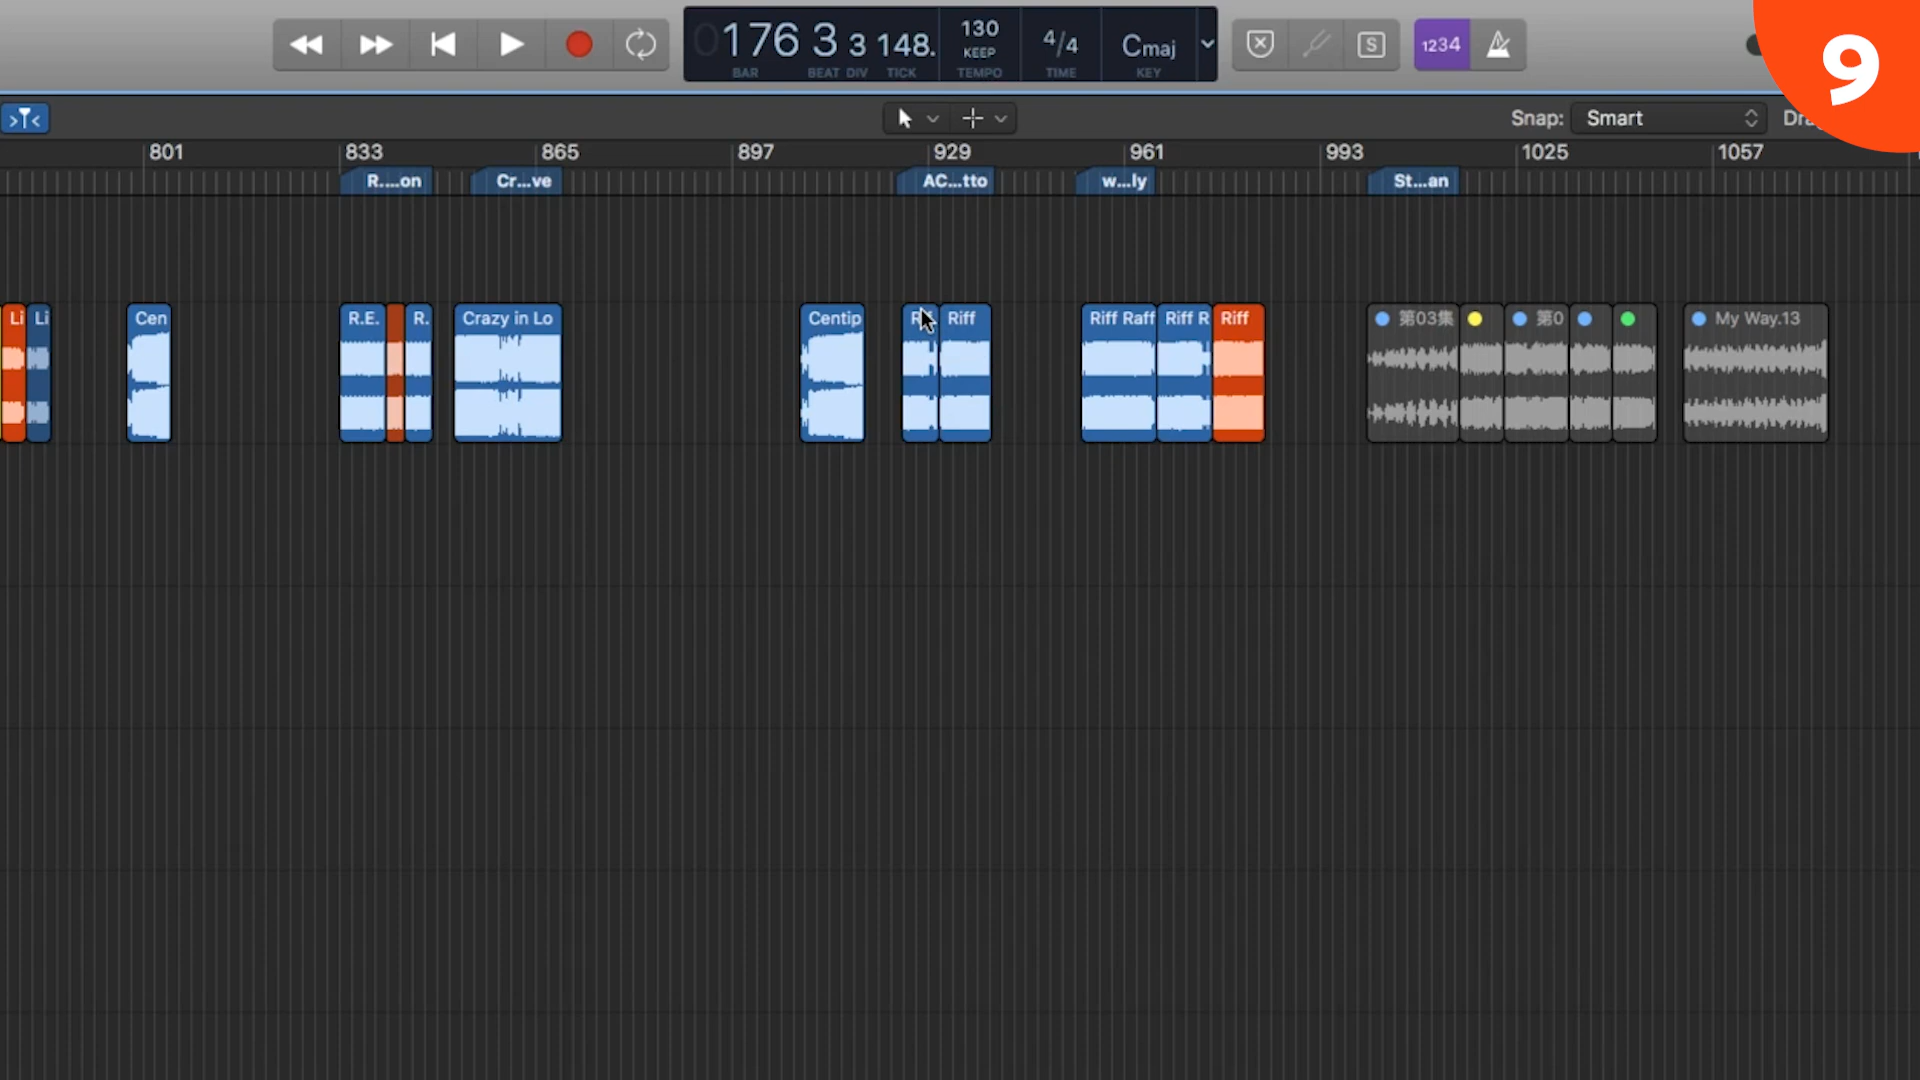 176 3 3 148.
130
KEEP
4/4
Cmaj
BAR BEAT DIV TICK TEMPO TIME KEY
S
1234
9
Snap: Smart
801 833 865 897 929 961 993 1025 1057
R....on Cr...ve AC...tto w...ly St...an
Li Li Cen R.E. R. Crazy in Lo Centip Riff Riff Raff Riff R Riff 第03集 第0 My Way.13